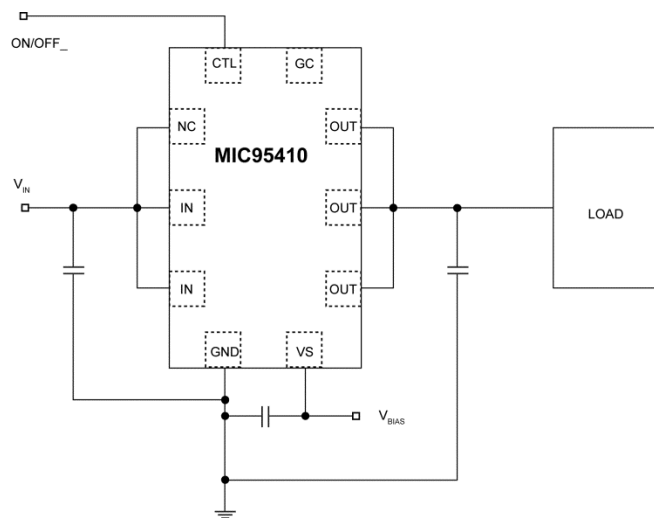 ON/OFF_
CTL
GC
NC
OUT
MIC95410
V_IN
IN
OUT
LOAD
IN
OUT
GND
VS
V_BIAS